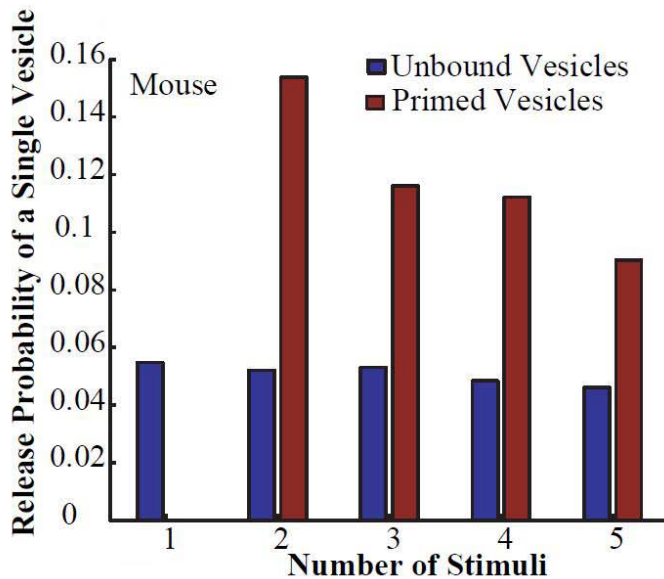 Release Probability of a Single Vesicle
0.16
0.14
0.12
0.1
0.08
0.06
0.04
0.02
0
Mouse
Unbound Vesicles
Primed Vesicles
1 2 3 4 5
Number of Stimuli